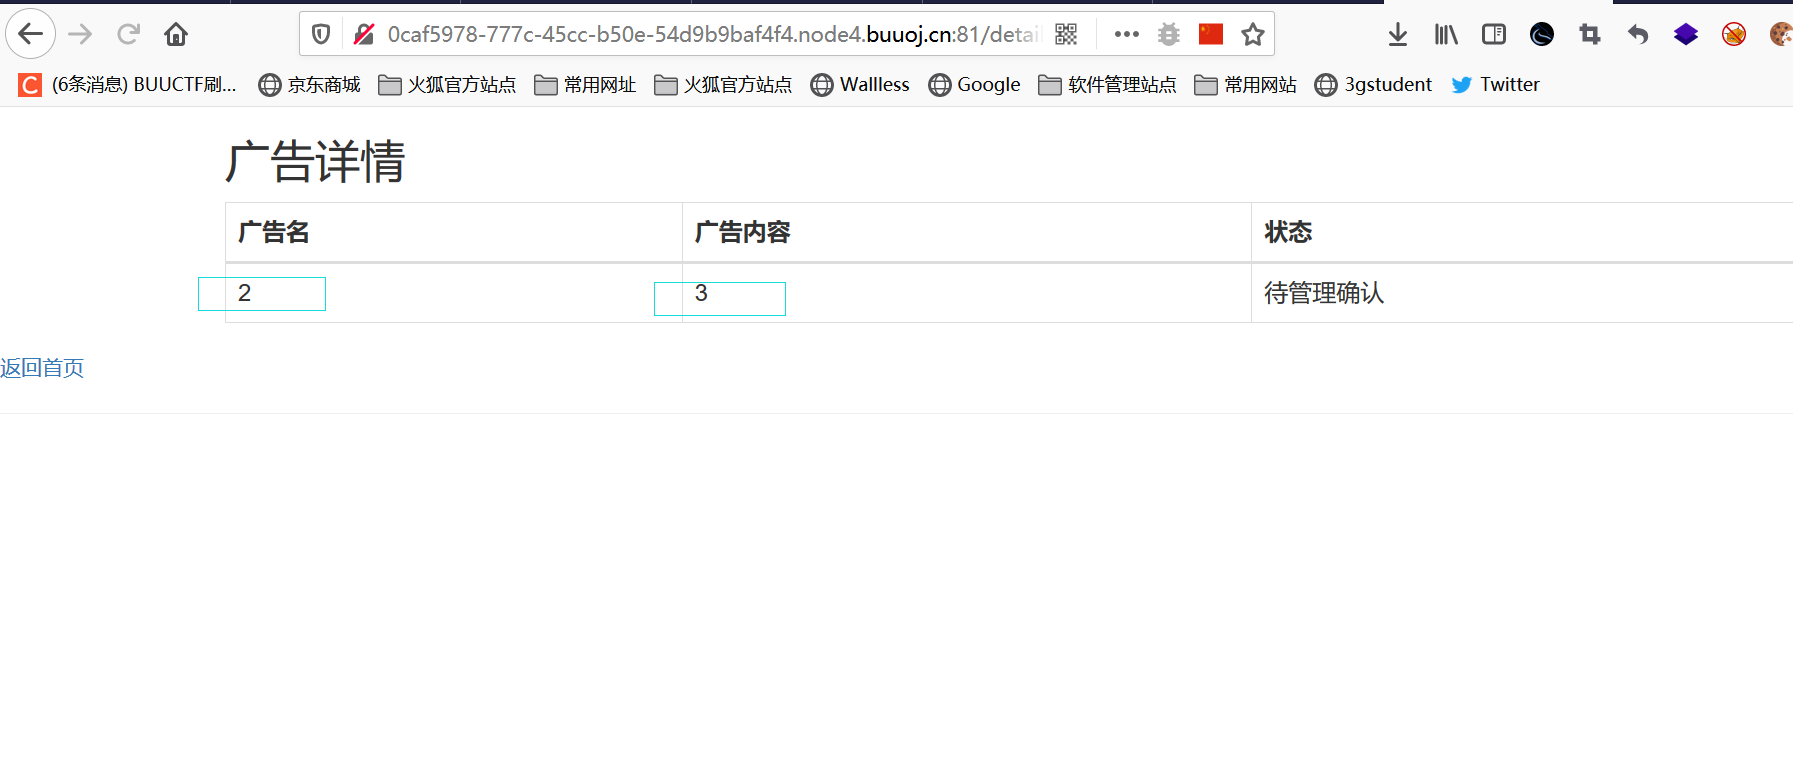 0caf5978-777c-45cc-b50e-54d9b9baf4f4.node4.buuoj.cn:81/detail
C (6条消息) BUUCTF刷... 京东商城 火狐官方站点 常用网址 火狐官方站点 Wallless Google 软件管理站点 常用网站 3gstudent Twitter
广告详情
广告名 广告内容 状态
2 3 待管理确认
返回首页